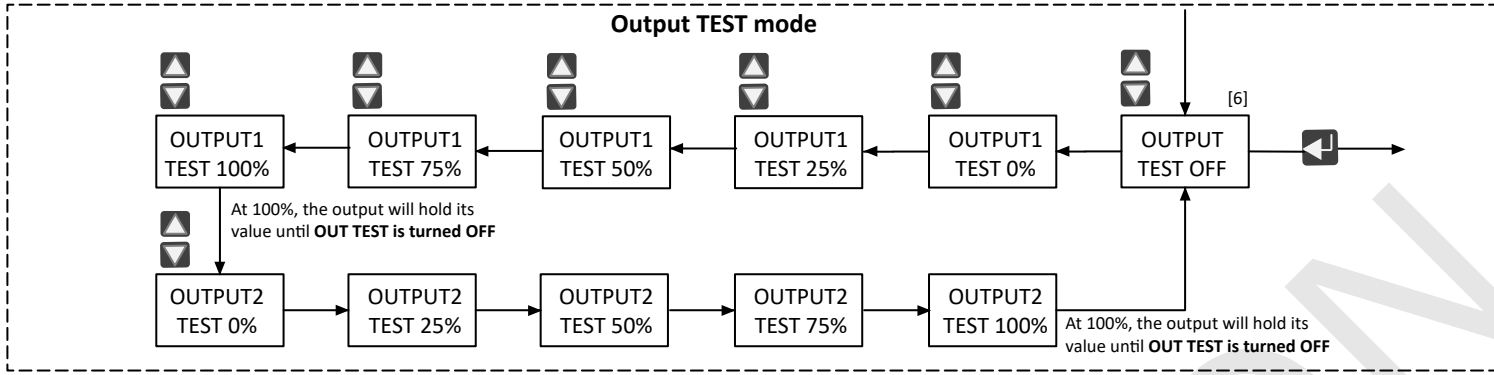 Output TEST mode
[6]
OUTPUT1
TEST 100%
OUTPUT1
TEST 75%
OUTPUT1
TEST 50%
OUTPUT1
TEST 25%
OUTPUT1
TEST 0%
OUTPUT
TEST OFF
At 100%, the output will hold its
value until OUT TEST is turned OFF
OUTPUT2
TEST 0%
OUTPUT2
TEST 25%
OUTPUT2
TEST 50%
OUTPUT2
TEST 75%
OUTPUT2
TEST 100%
At 100%, the output will hold its
value until OUT TEST is turned OFF